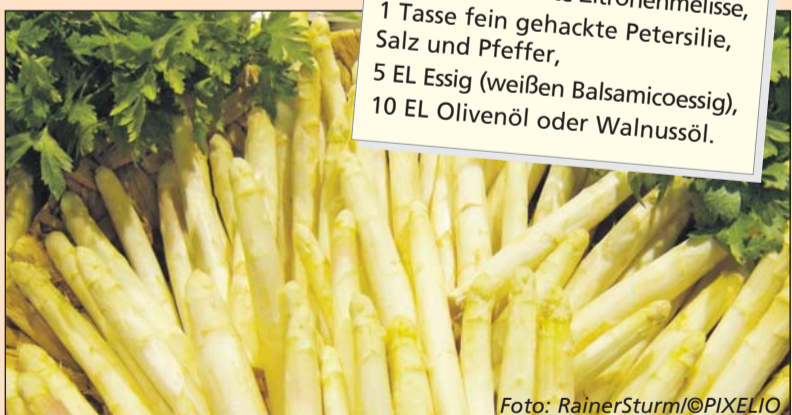 Zitronenmelisse,
1 Tasse fein gehackte Petersilie,
Salz und Pfeffer,
5 EL Essig (weißen Balsamicoessig),
10 EL Olivenöl oder Walnussöl.
Foto: RainerSturm/©PIXELIO